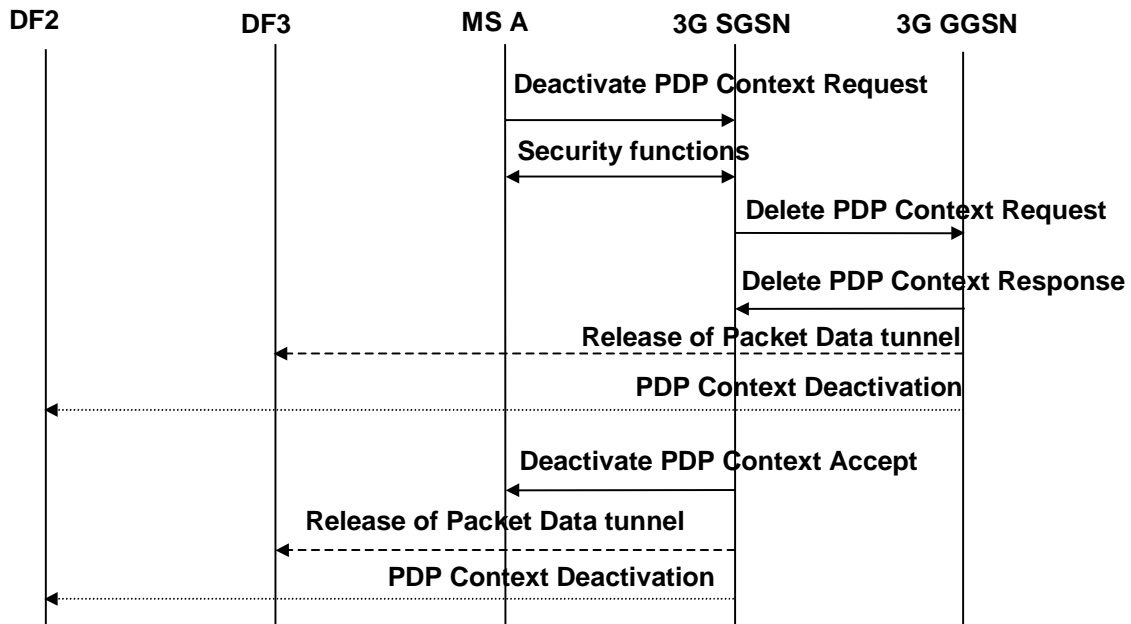 DF2
DF3
MS A
3G SGSN
3G GGSN
Deactivate PDP Context Request
Security functions
Delete PDP Context Request
Delete PDP Context Response
Release of Packet Data tunnel
PDP Context Deactivation
Deactivate PDP Context Accept
Release of Packet Data tunnel
PDP Context Deactivation